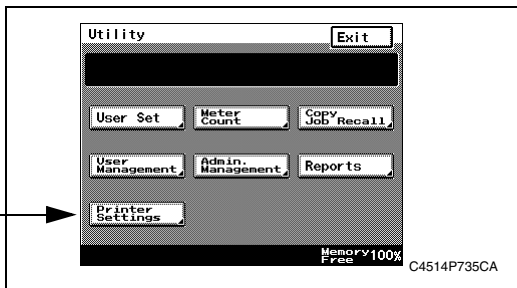 Utility
Exit
User Set
Meter
Count
Copy
Job Recall
User
Management
Admin.
Management
Reports
Printer
Settings
Memory
Free 100%
C4514P735CA